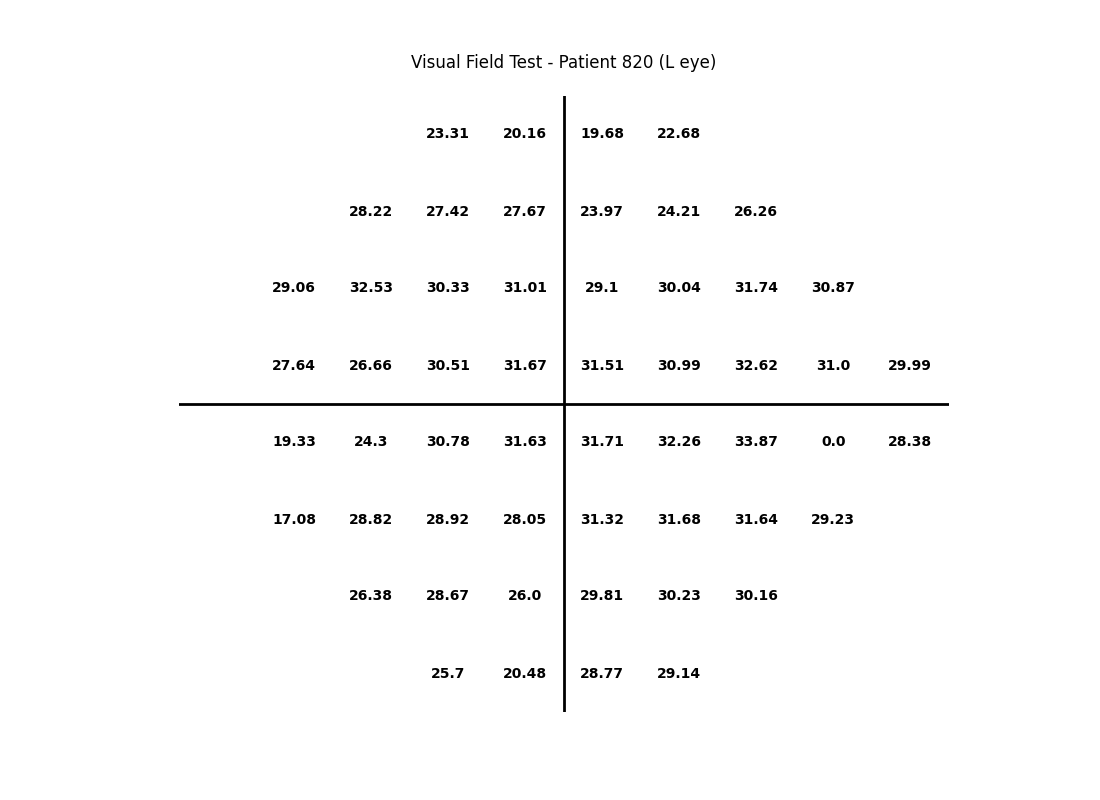 Visual Field Test - Patient 820 (L eye)
23.31 20.16 19.68 22.68
28.22 27.42 27.67 23.97 24.21 26.26
29.06 32.53 30.33 31.01 29.1 30.04 31.74 30.87
27.64 26.66 30.51 31.67 31.51 30.99 32.62 31.0 29.99
19.33 24.3 30.78 31.63 31.71 32.26 33.87 0.0 28.38
17.08 28.82 28.92 28.05 31.32 31.68 31.64 29.23
26.38 28.67 26.0 29.81 30.23 30.16
25.7 20.48 28.77 29.14